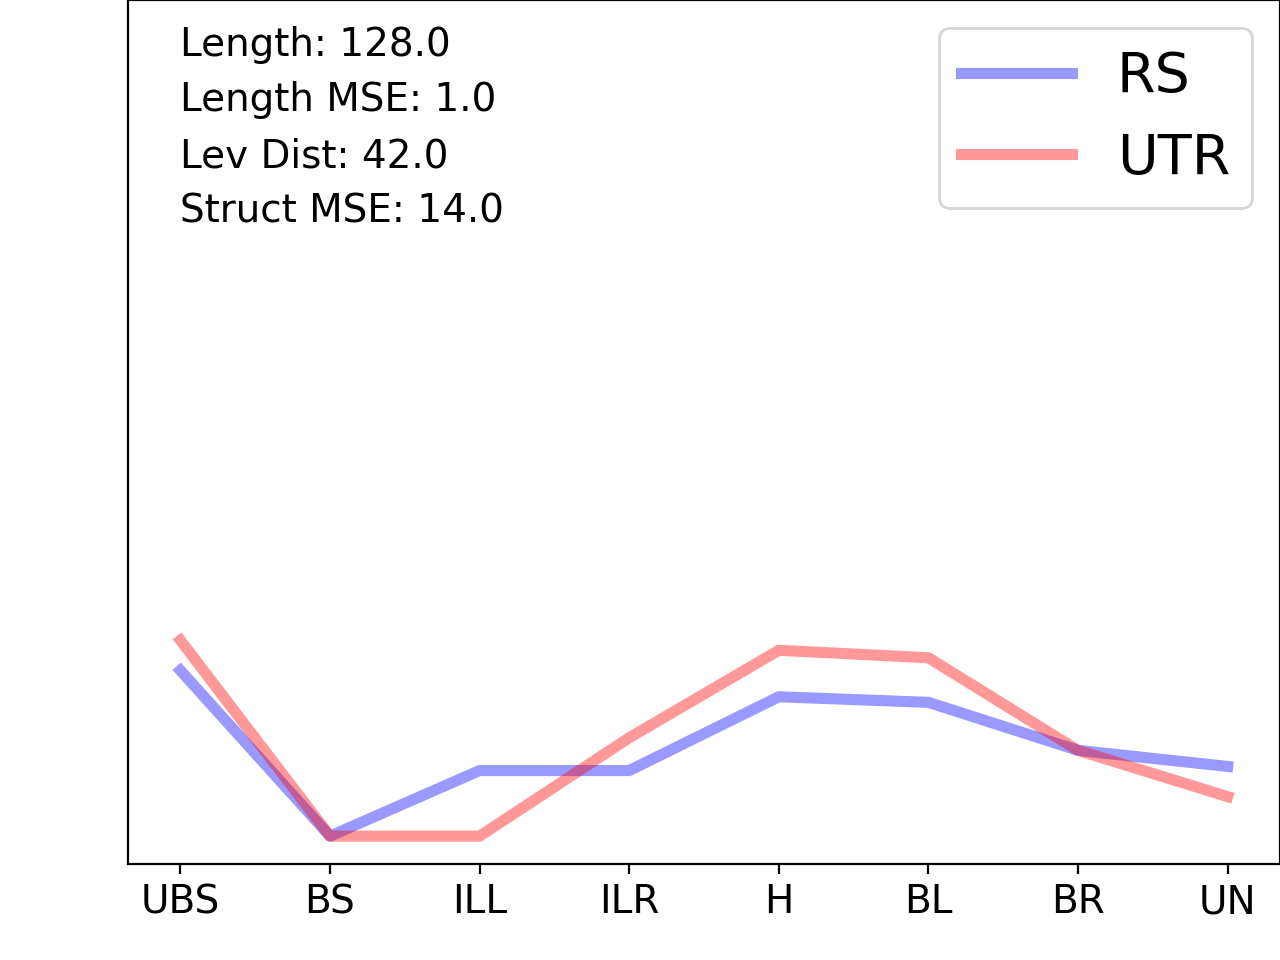 Length: 128.0
Length MSE: 1.0
Lev Dist: 42.0
Struct MSE: 14.0
RS
UTR
UBS BS ILL ILR H BL BR UN